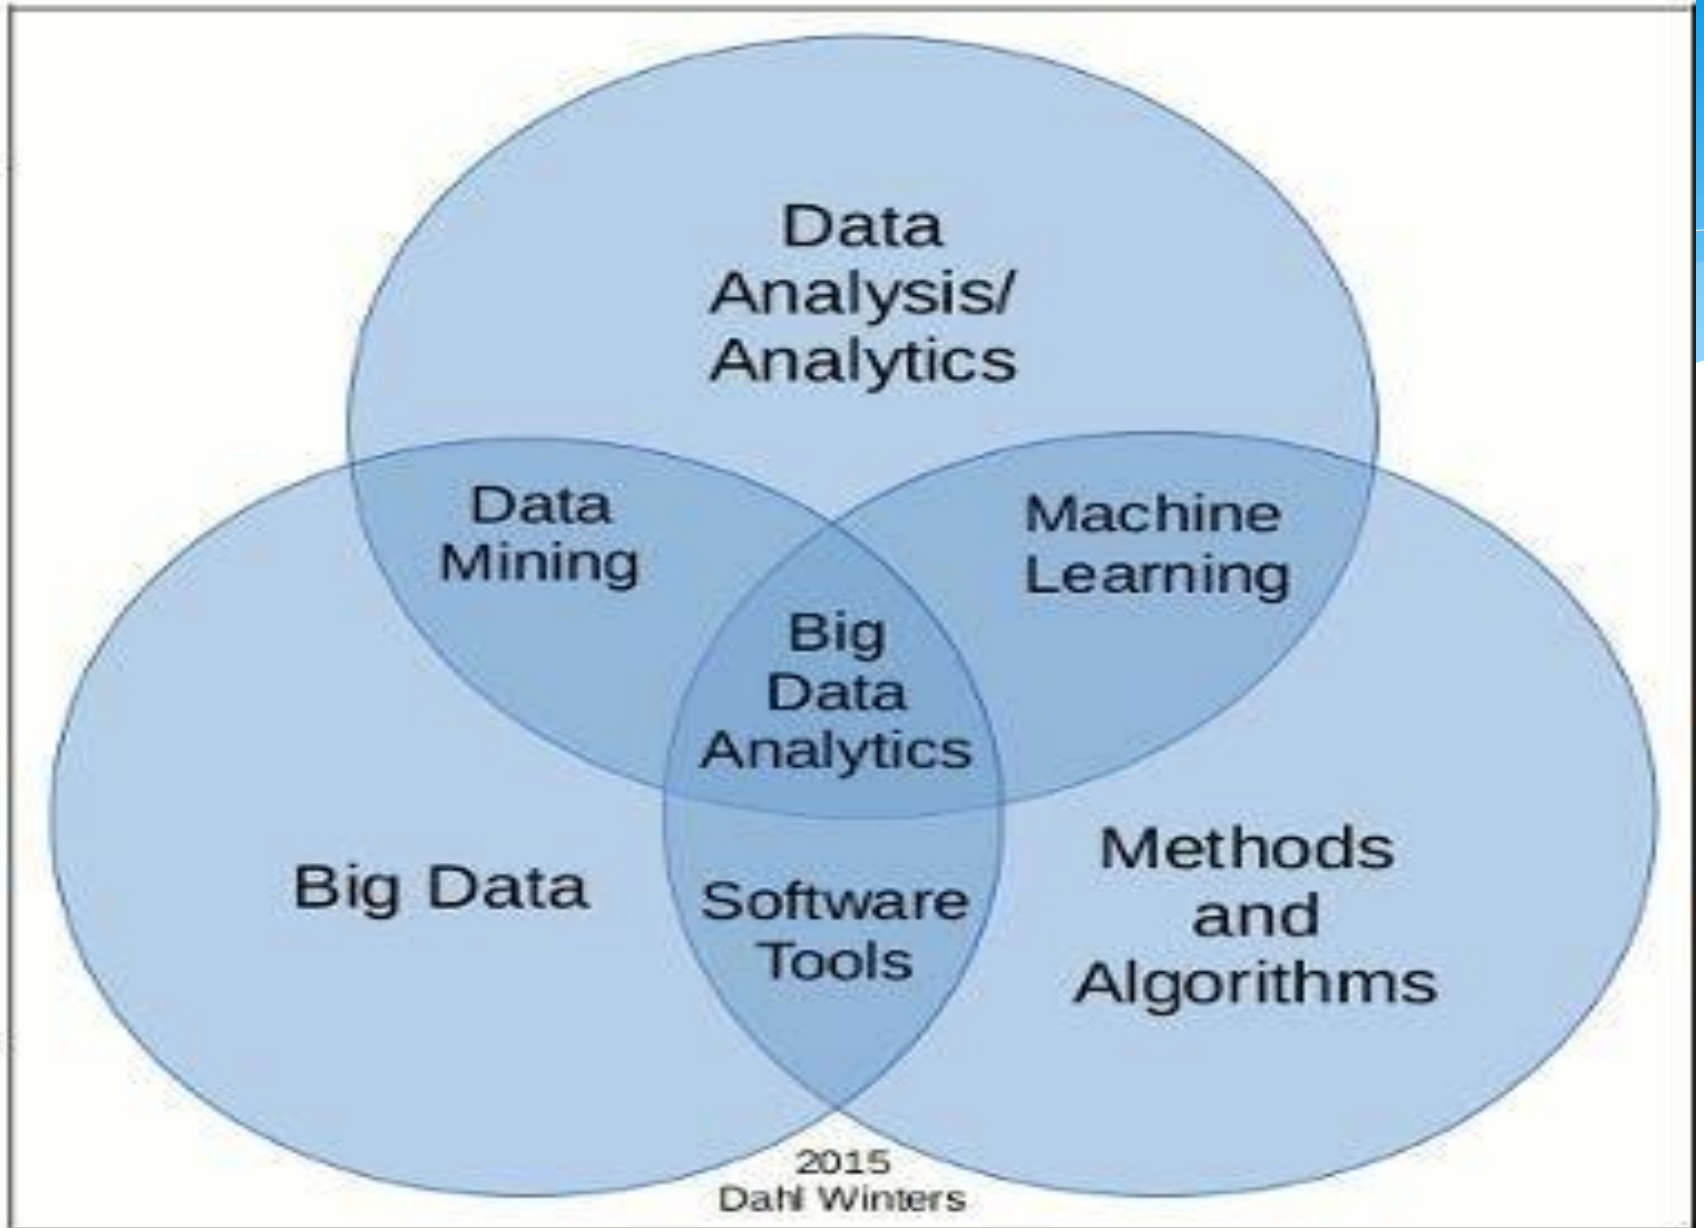 Data
Analysis/
Analytics
Data
Mining
Machine
Learning
Big
Data
Analytics
Big Data
Software
Tools
Methods
and
Algorithms
2015
Dahl Winters